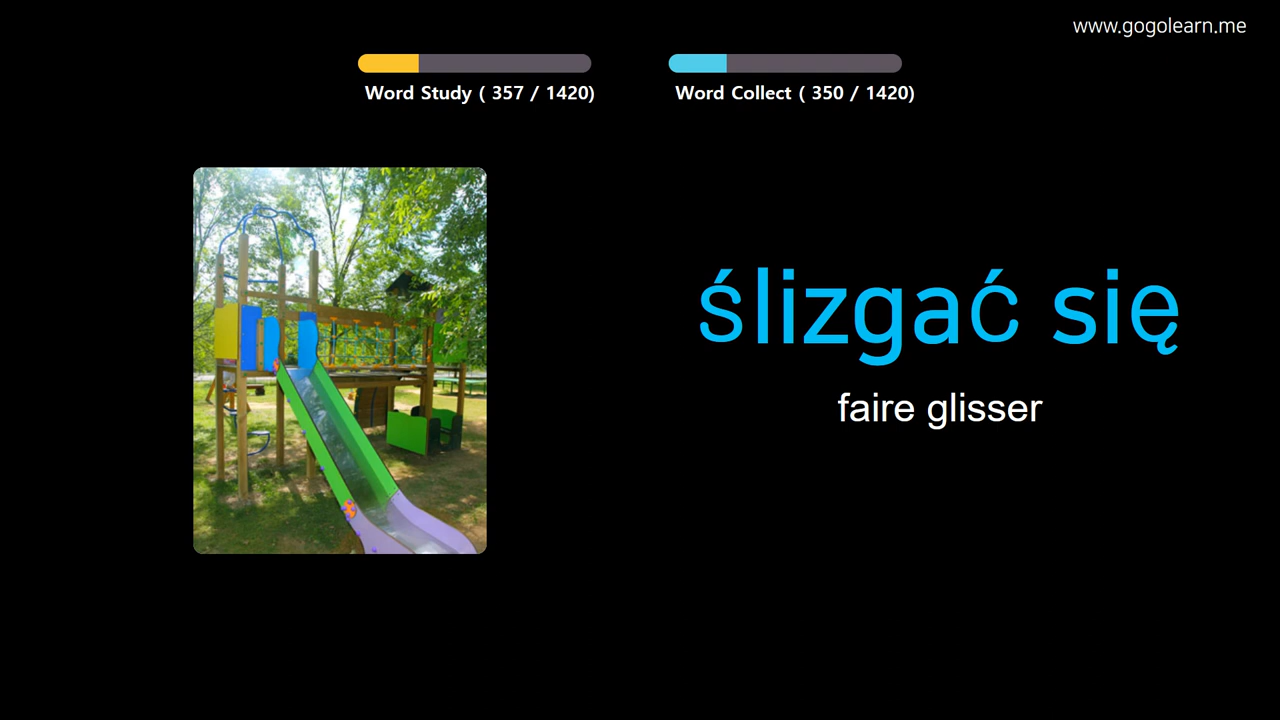 www.gogolearn.me
Word Study ( 357 / 1420)
Word Collect ( 350 / 1420)
ślizgać się
faire glisser